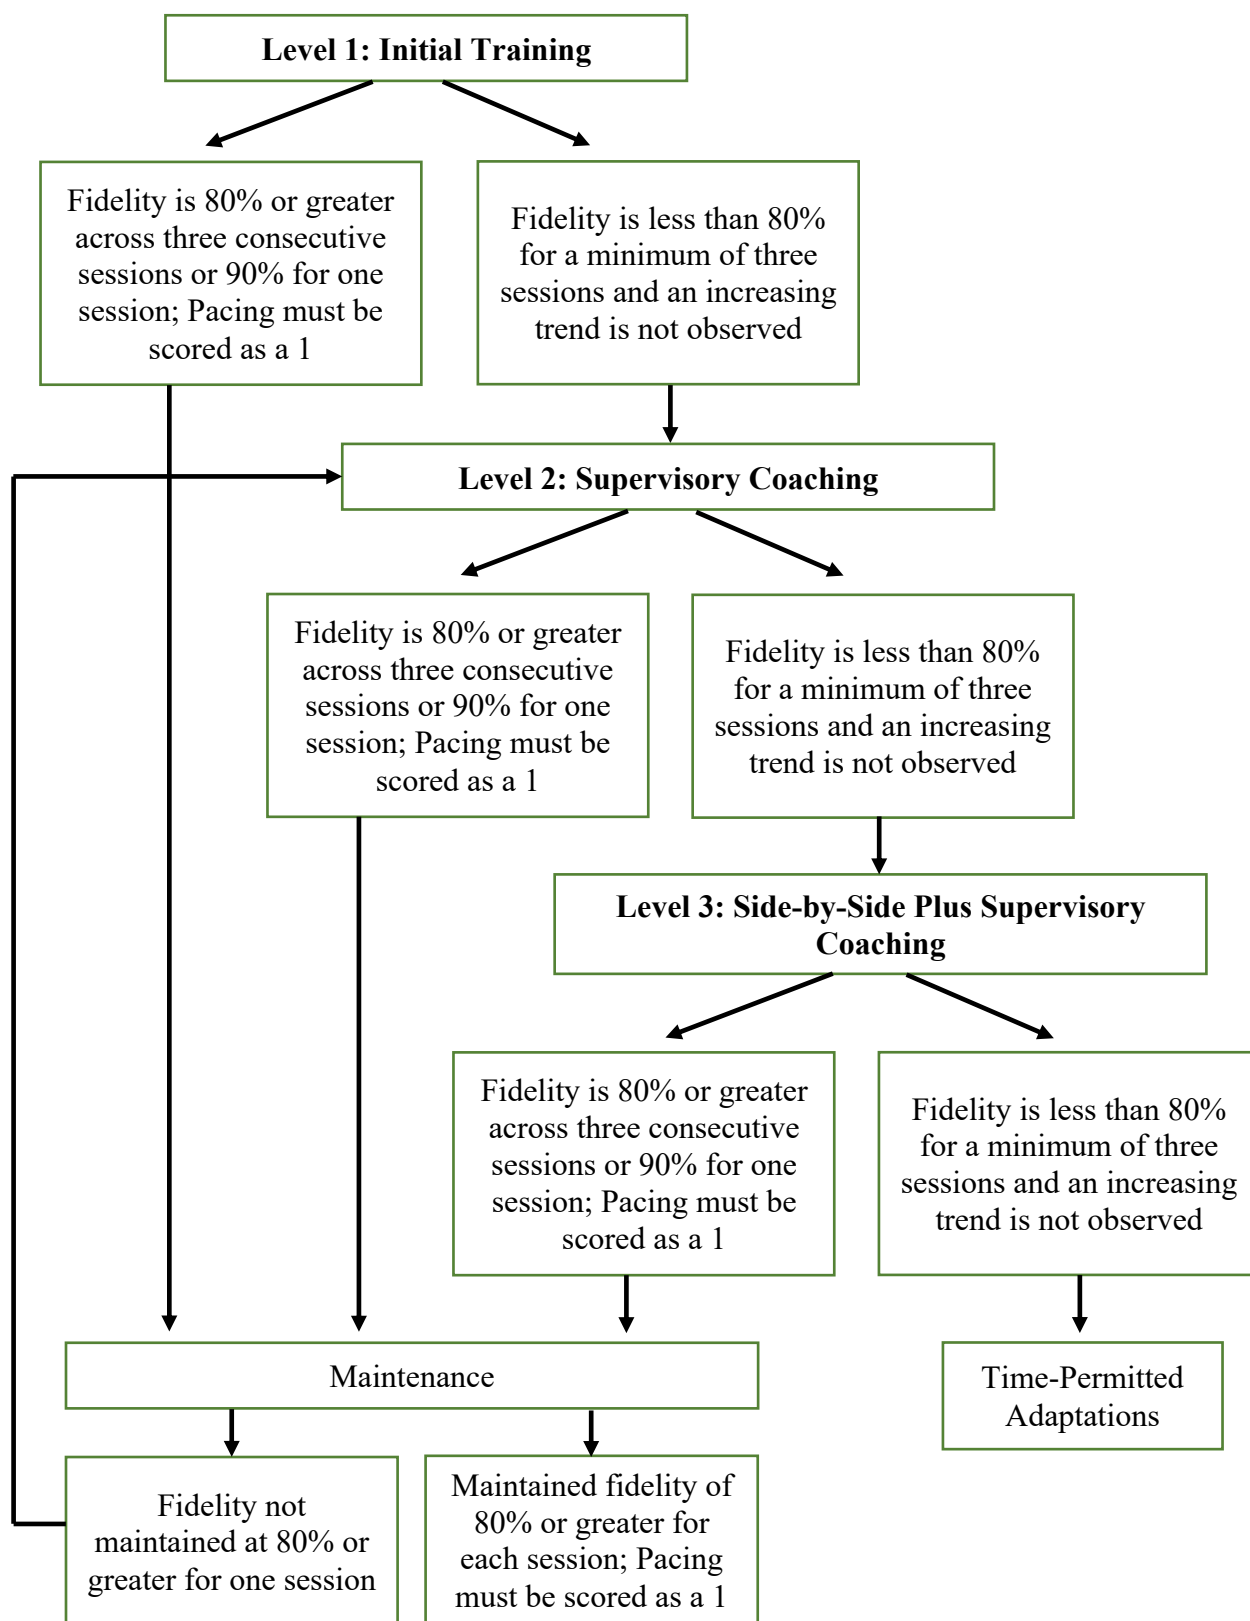 Level 1: Initial Training
Fidelity is 80% or greater
across three consecutive
sessions or 90% for one
session; Pacing must be
scored as a 1
Fidelity is less than 80%
for a minimum of three
sessions and an increasing
trend is not observed
Level 2: Supervisory Coaching
Fidelity is 80% or greater
across three consecutive
sessions or 90% for one
session; Pacing must be
scored as a 1
Fidelity is less than 80%
for a minimum of three
sessions and an increasing
trend is not observed
Level 3: Side-by-Side Plus Supervisory
Coaching
Fidelity is 80% or greater
across three consecutive
sessions or 90% for one
session; Pacing must be
scored as a 1
Fidelity is less than 80%
for a minimum of three
sessions and an increasing
trend is not observed
Maintenance
Time-Permitted
Adaptations
Fidelity not
maintained at 80% or
greater for one session
Maintained fidelity of
80% or greater for
each session; Pacing
must be scored as a 1